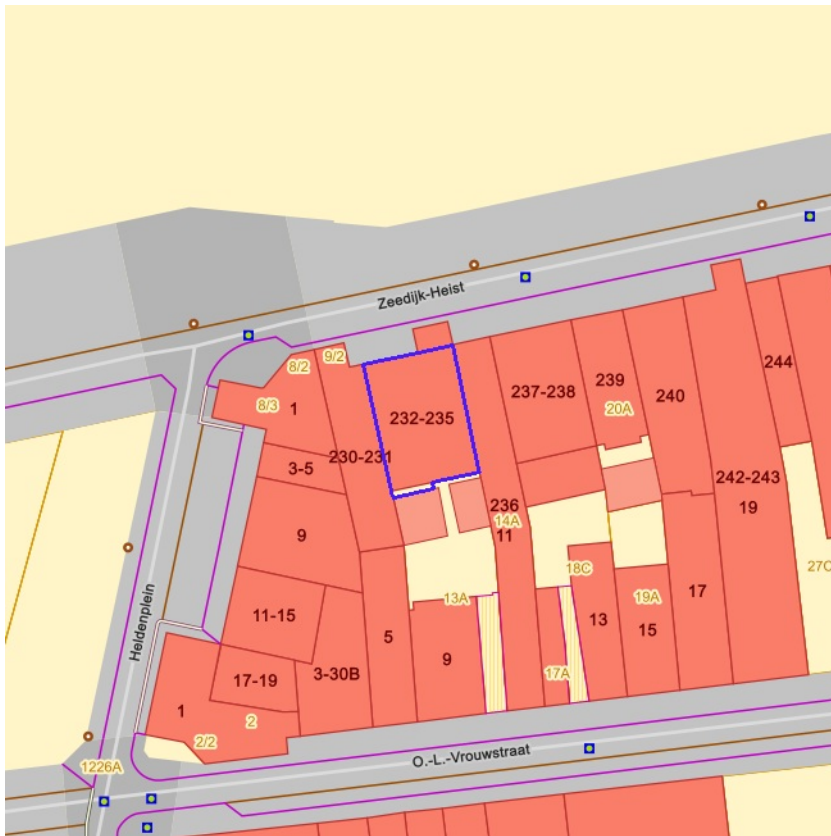 Zeedijk-Heist
244
9/2
8/2
239
237-238
240
8/3
1
20A
232-235
230-231
3-5
242-243
236
19
14A
9
11
18C
27C
13A
17
11-15
19A
13
5
15
Heldenplein
9
3-30B
17-19
17A
1
2
2/2
O.-L.-Vrouwstraat
1226A